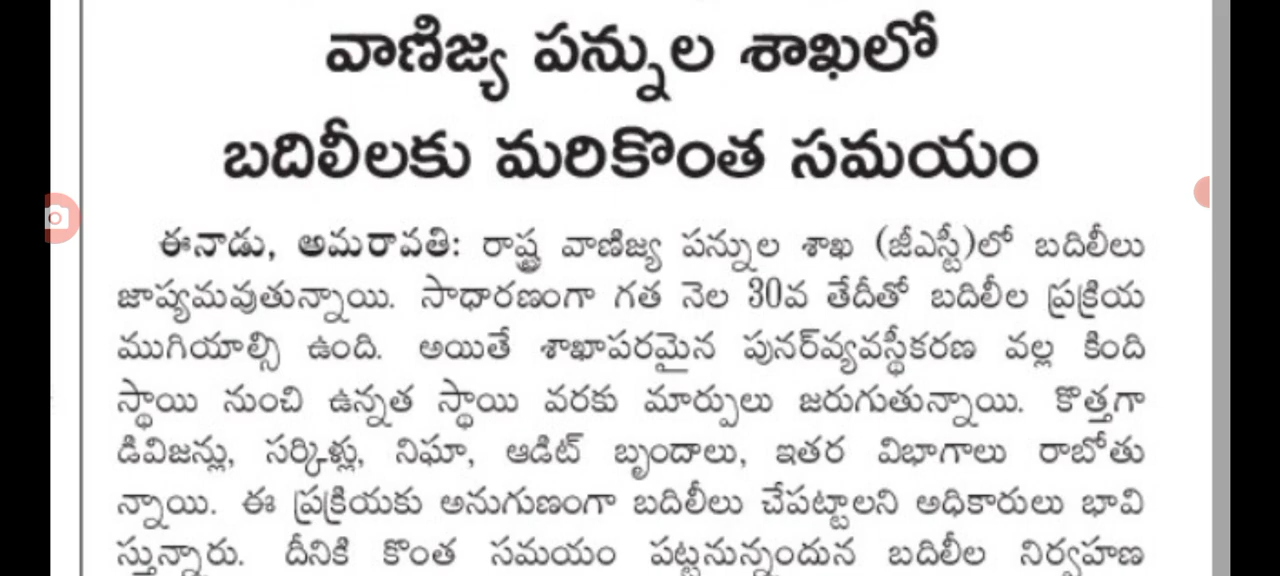 వాణిజ్య పన్నుల శాఖలో
బదిలీలకు మరికొంత సమయం
ఈనాడు, అమరావతి: రాష్ట్ర వాణిజ్య పన్నుల శాఖ (జీఎస్టీ)లో బదిలీలు
జాప్యమవుతున్నాయి. సాధారణంగా గత నెల 30వ తేదీతో బదిలీల ప్రక్రియ
ముగియాల్సి ఉంది. అయితే శాఖాపరమైన పునర్‌వ్యవస్థీకరణ వల్ల కింది
స్థాయి నుంచి ఉన్నత స్థాయి వరకు మార్పులు జరుగుతున్నాయి. కొత్తగా
డివిజన్లు, సర్కిళ్లు, నిఘా, ఆడిట్ బృందాలు, ఇతర విభాగాలు రాబోతు
న్నాయి. ఈ ప్రక్రియకు అనుగుణంగా బదిలీలు చేపట్టాలని అధికారులు భావి
స్తున్నారు. దీనికి కొంత సమయం పట్టనున్నందున బదిలీల నిర్వహణ